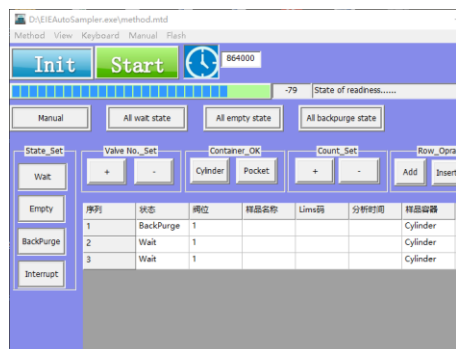 D:\EIEAutoSampler.exe\method.mtd
Method View Keyboard Manual Flash
Init Start 864000
-79 State of readiness......
Manual All wait state All empty state All backpurge state
State_Set Valve No._Set Container_OK Count_Set Row_Opra
Wait + - Cylinder Pocket + - Add Insert
Empty
BackPurge
Interrupt
序列 状态 阀位 样品名称 Lims码 分析时间 样品容器
1 BackPurge 1 Cylinder
2 Wait 1 Cylinder
3 Wait 1 Cylinder